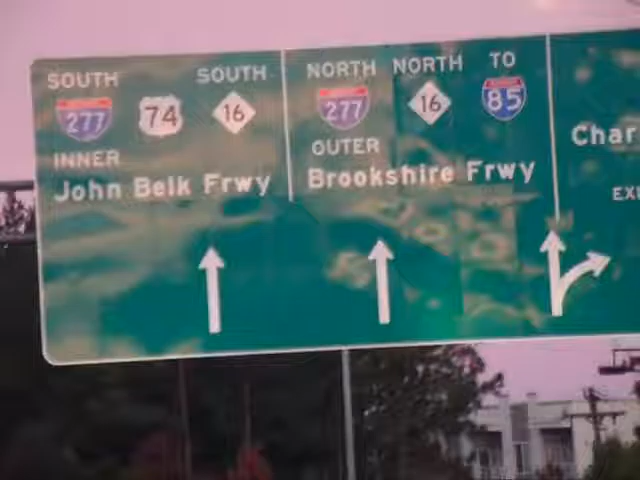 SOUTH SOUTH
277 74 16
INNER
John Belk Frwy
NORTH NORTH TO
277 16 85
OUTER
Brookshire Frwy
Char
EXI